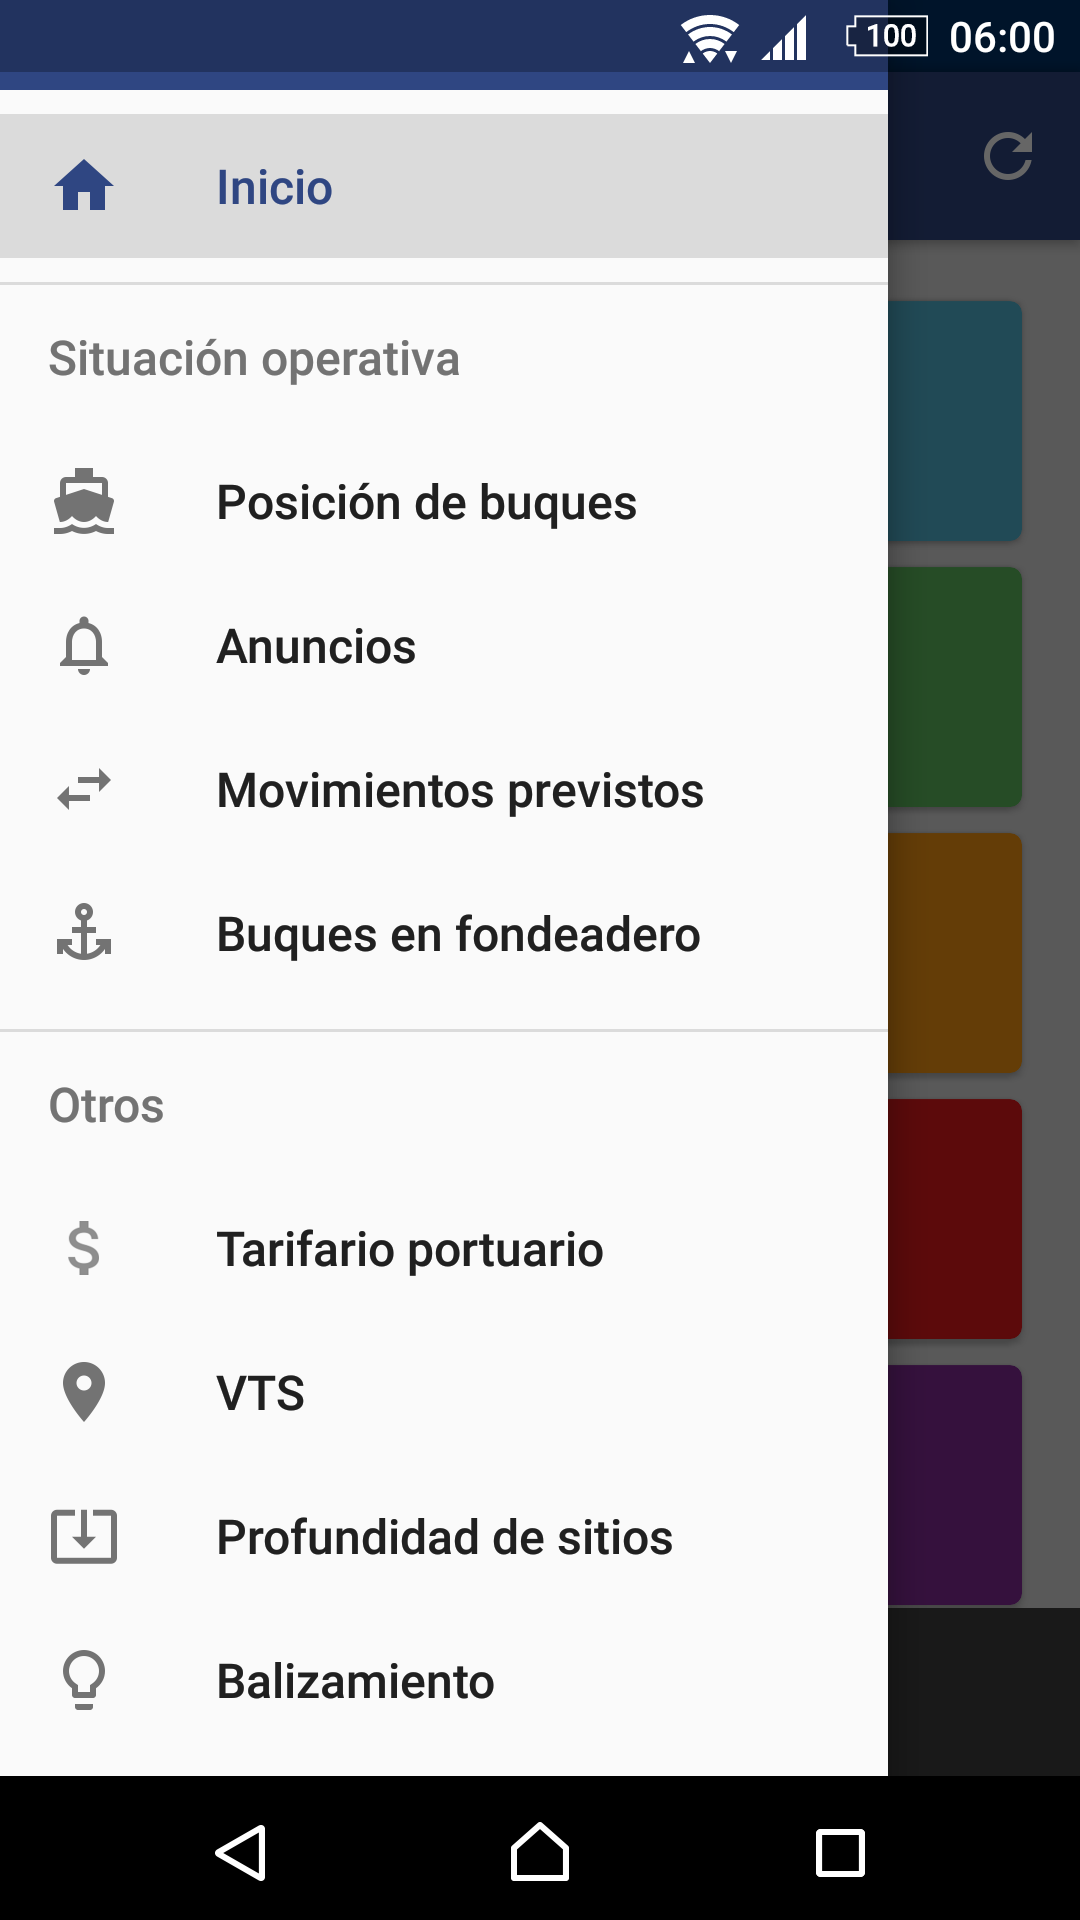 100 06:00
Inicio
Situación operativa
Posición de buques
Anuncios
Movimientos previstos
Buques en fondeadero
Otros
$ Tarifario portuario
VTS
Profundidad de sitios
Balizamiento